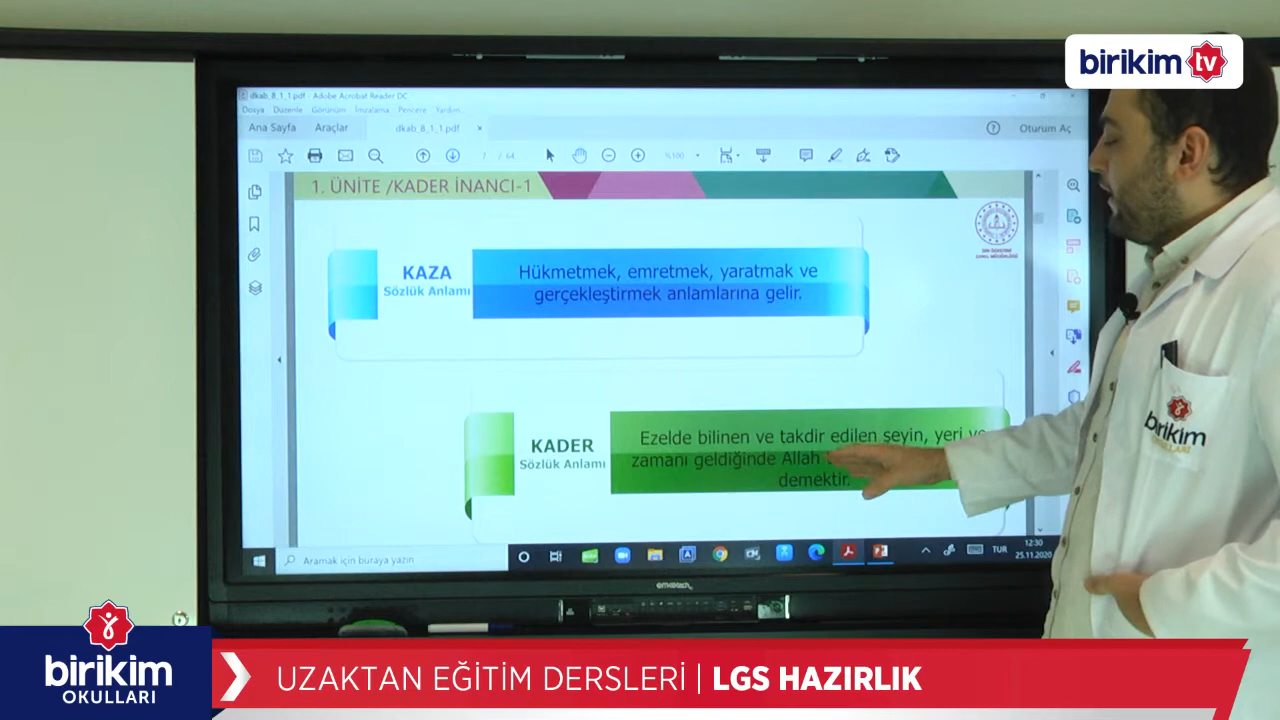 birikim tv
dkab_8_1_1.pdf - Adobe Acrobat Reader DC
Dosya Düzenle Görünüm İmzalama Pencere Yardım
Ana Sayfa Araçlar dkab_8_1_1.pdf × Oturum Aç
7 / 64 %100
1. ÜNİTE /KADER İNANCI-1
KAZA
Sözlük Anlamı
Hükmetmek, emretmek, yaratmak ve
gerçekleştirmek anlamlarına gelir.
KADER
Sözlük Anlamı
Ezelde bilinen ve takdir edilen şeyin, yeri ve
zamanı geldiğinde Allah
demektir.
Aramak için buraya yazın
TUR
12:30
25.11.2020
birikim
OKULLARI
birikim
OKULLARI
UZAKTAN EĞİTİM DERSLERİ | LGS HAZIRLIK